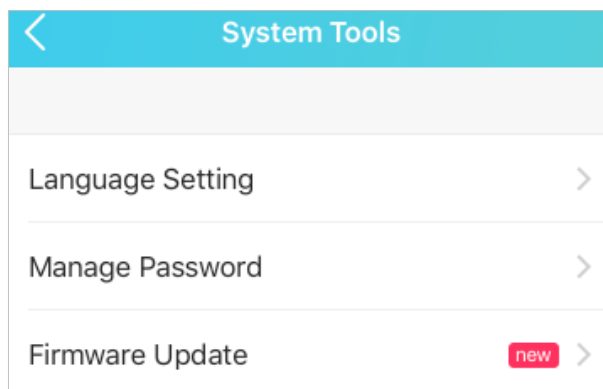 System Tools
Language Setting
Manage Password
Firmware Update new